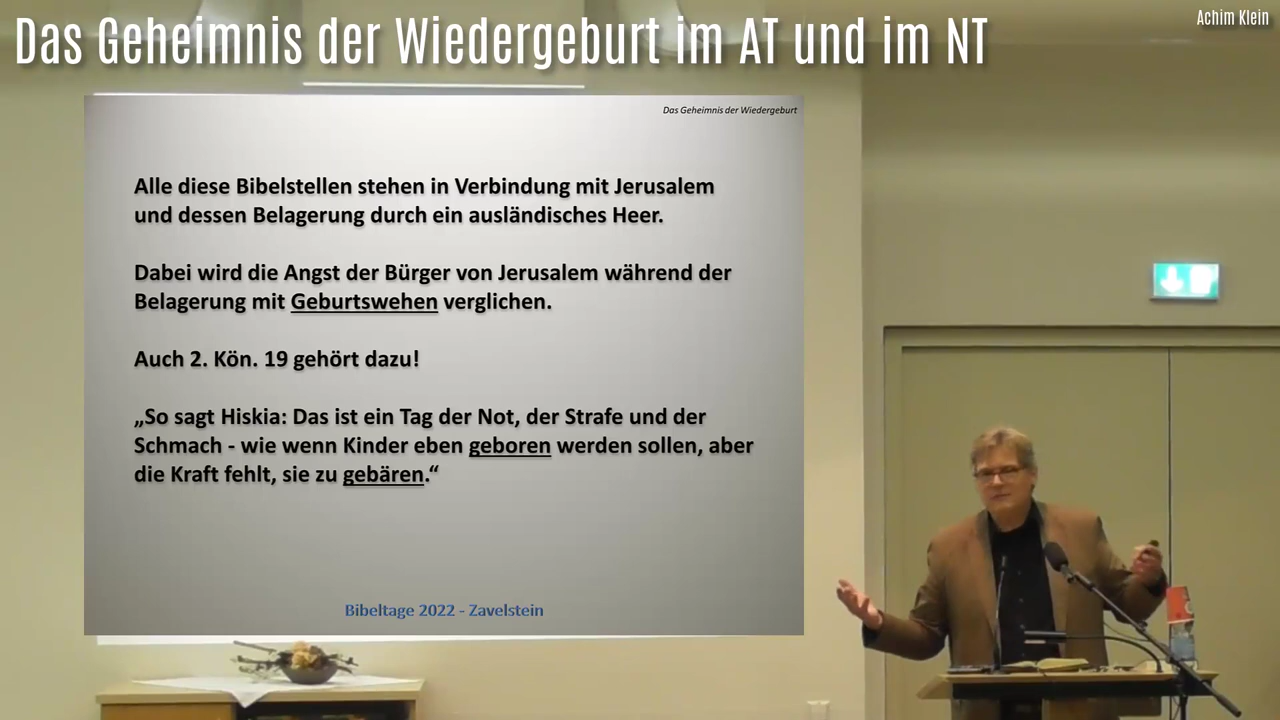 Das Geheimnis der Wiedergeburt im AT und im NT
Achim Klein
Das Geheimnis der Wiedergeburt
Alle diese Bibelstellen stehen in Verbindung mit Jerusalem
und dessen Belagerung durch ein ausländisches Heer.
Dabei wird die Angst der Bürger von Jerusalem während der
Belagerung mit Geburtswehen verglichen.
Auch 2. Kön. 19 gehört dazu!
„So sagt Hiskia: Das ist ein Tag der Not, der Strafe und der
Schmach - wie wenn Kinder eben geboren werden sollen, aber
die Kraft fehlt, sie zu gebären.“
Bibeltage 2022 - Zavelstein